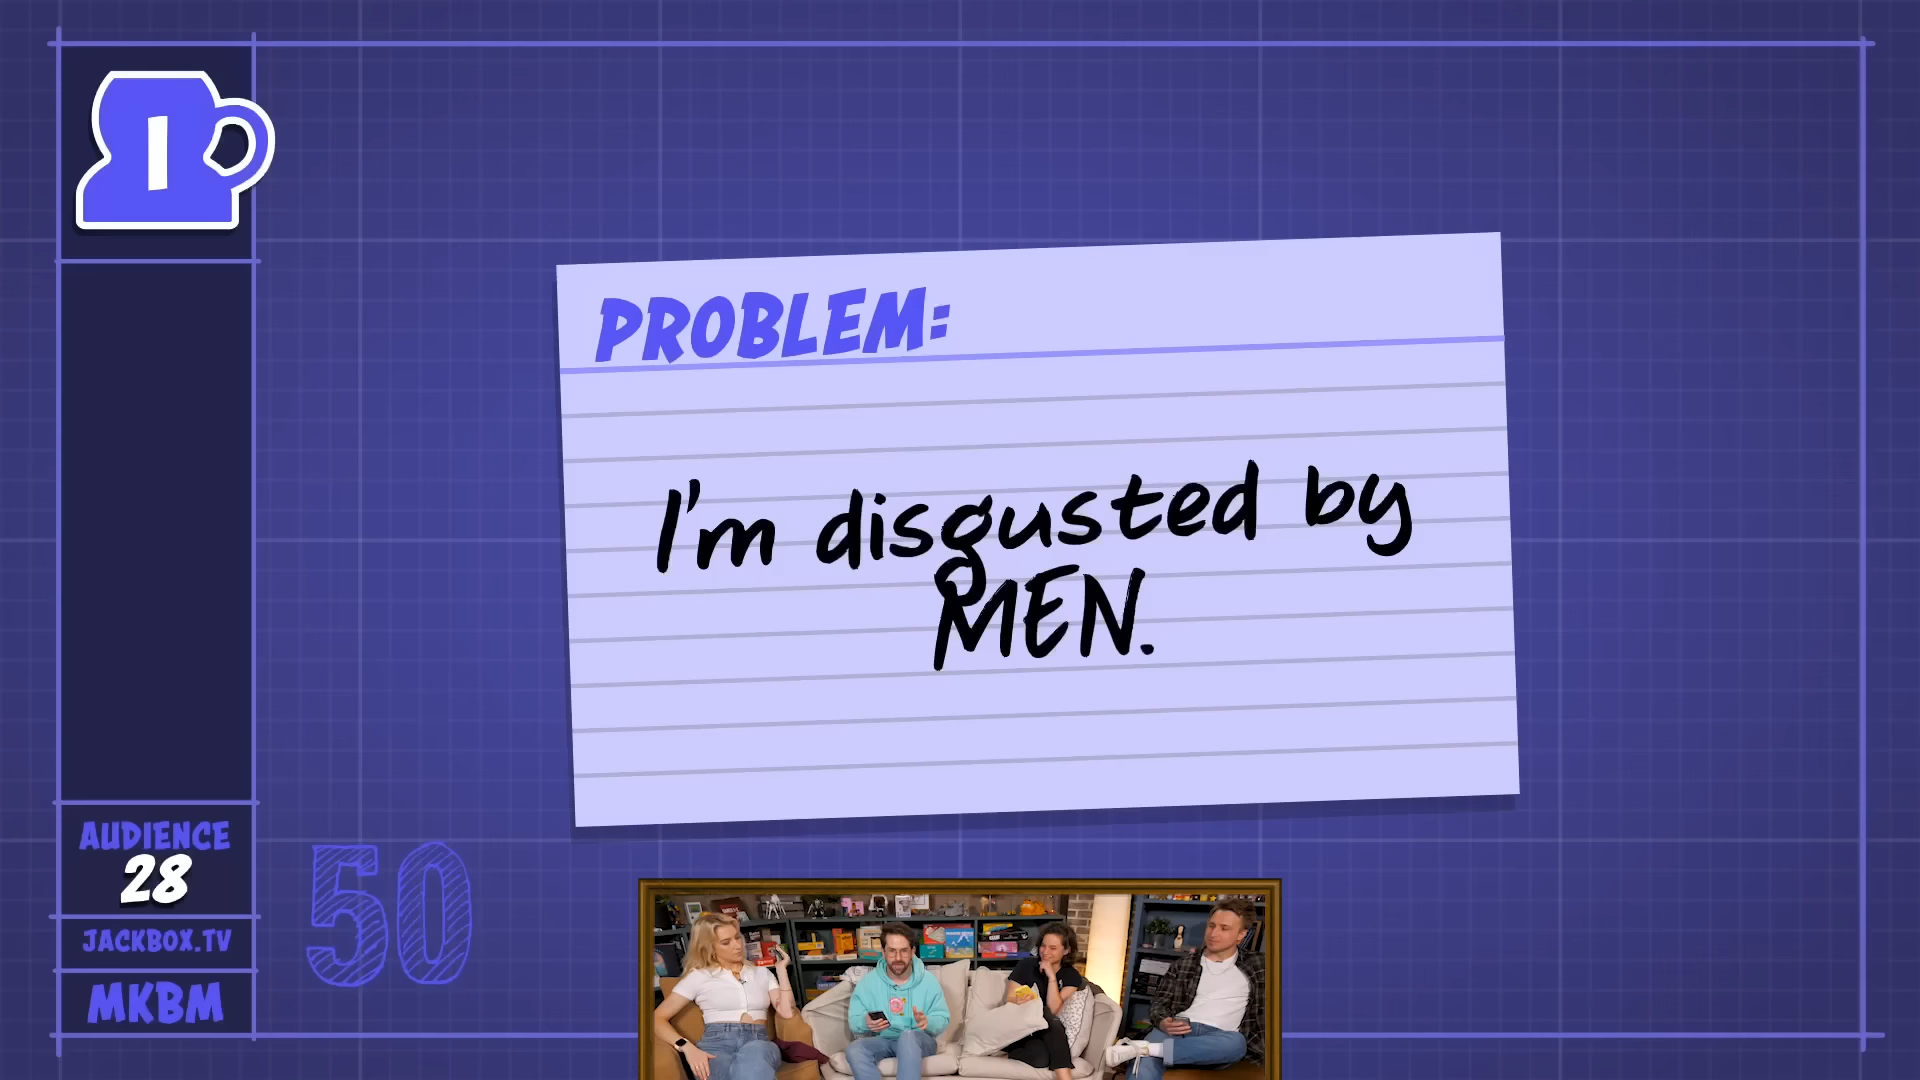 1
PROBLEM:
I'm disgusted by
MEN.
AUDIENCE
28
JACKBOX.TV
MKBM
50